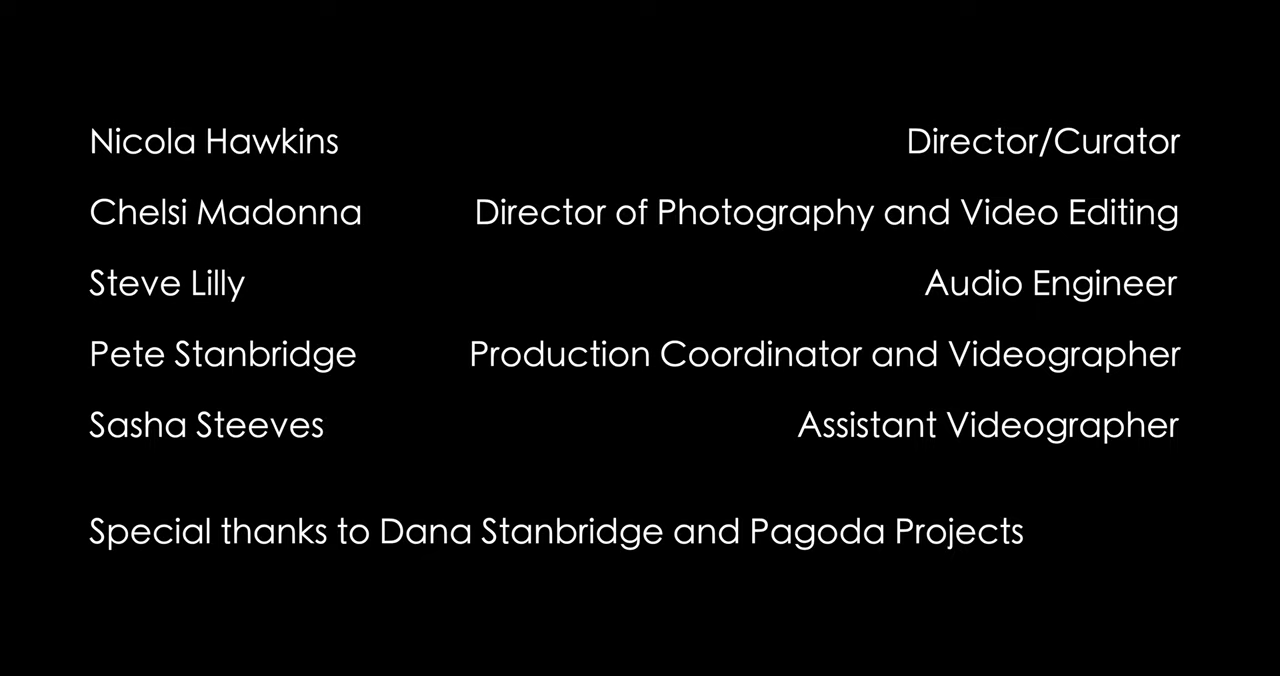 Nicola Hawkins Director/Curator
Chelsi Madonna Director of Photography and Video Editing
Steve Lilly Audio Engineer
Pete Stanbridge Production Coordinator and Videographer
Sasha Steeves Assistant Videographer
Special thanks to Dana Stanbridge and Pagoda Projects